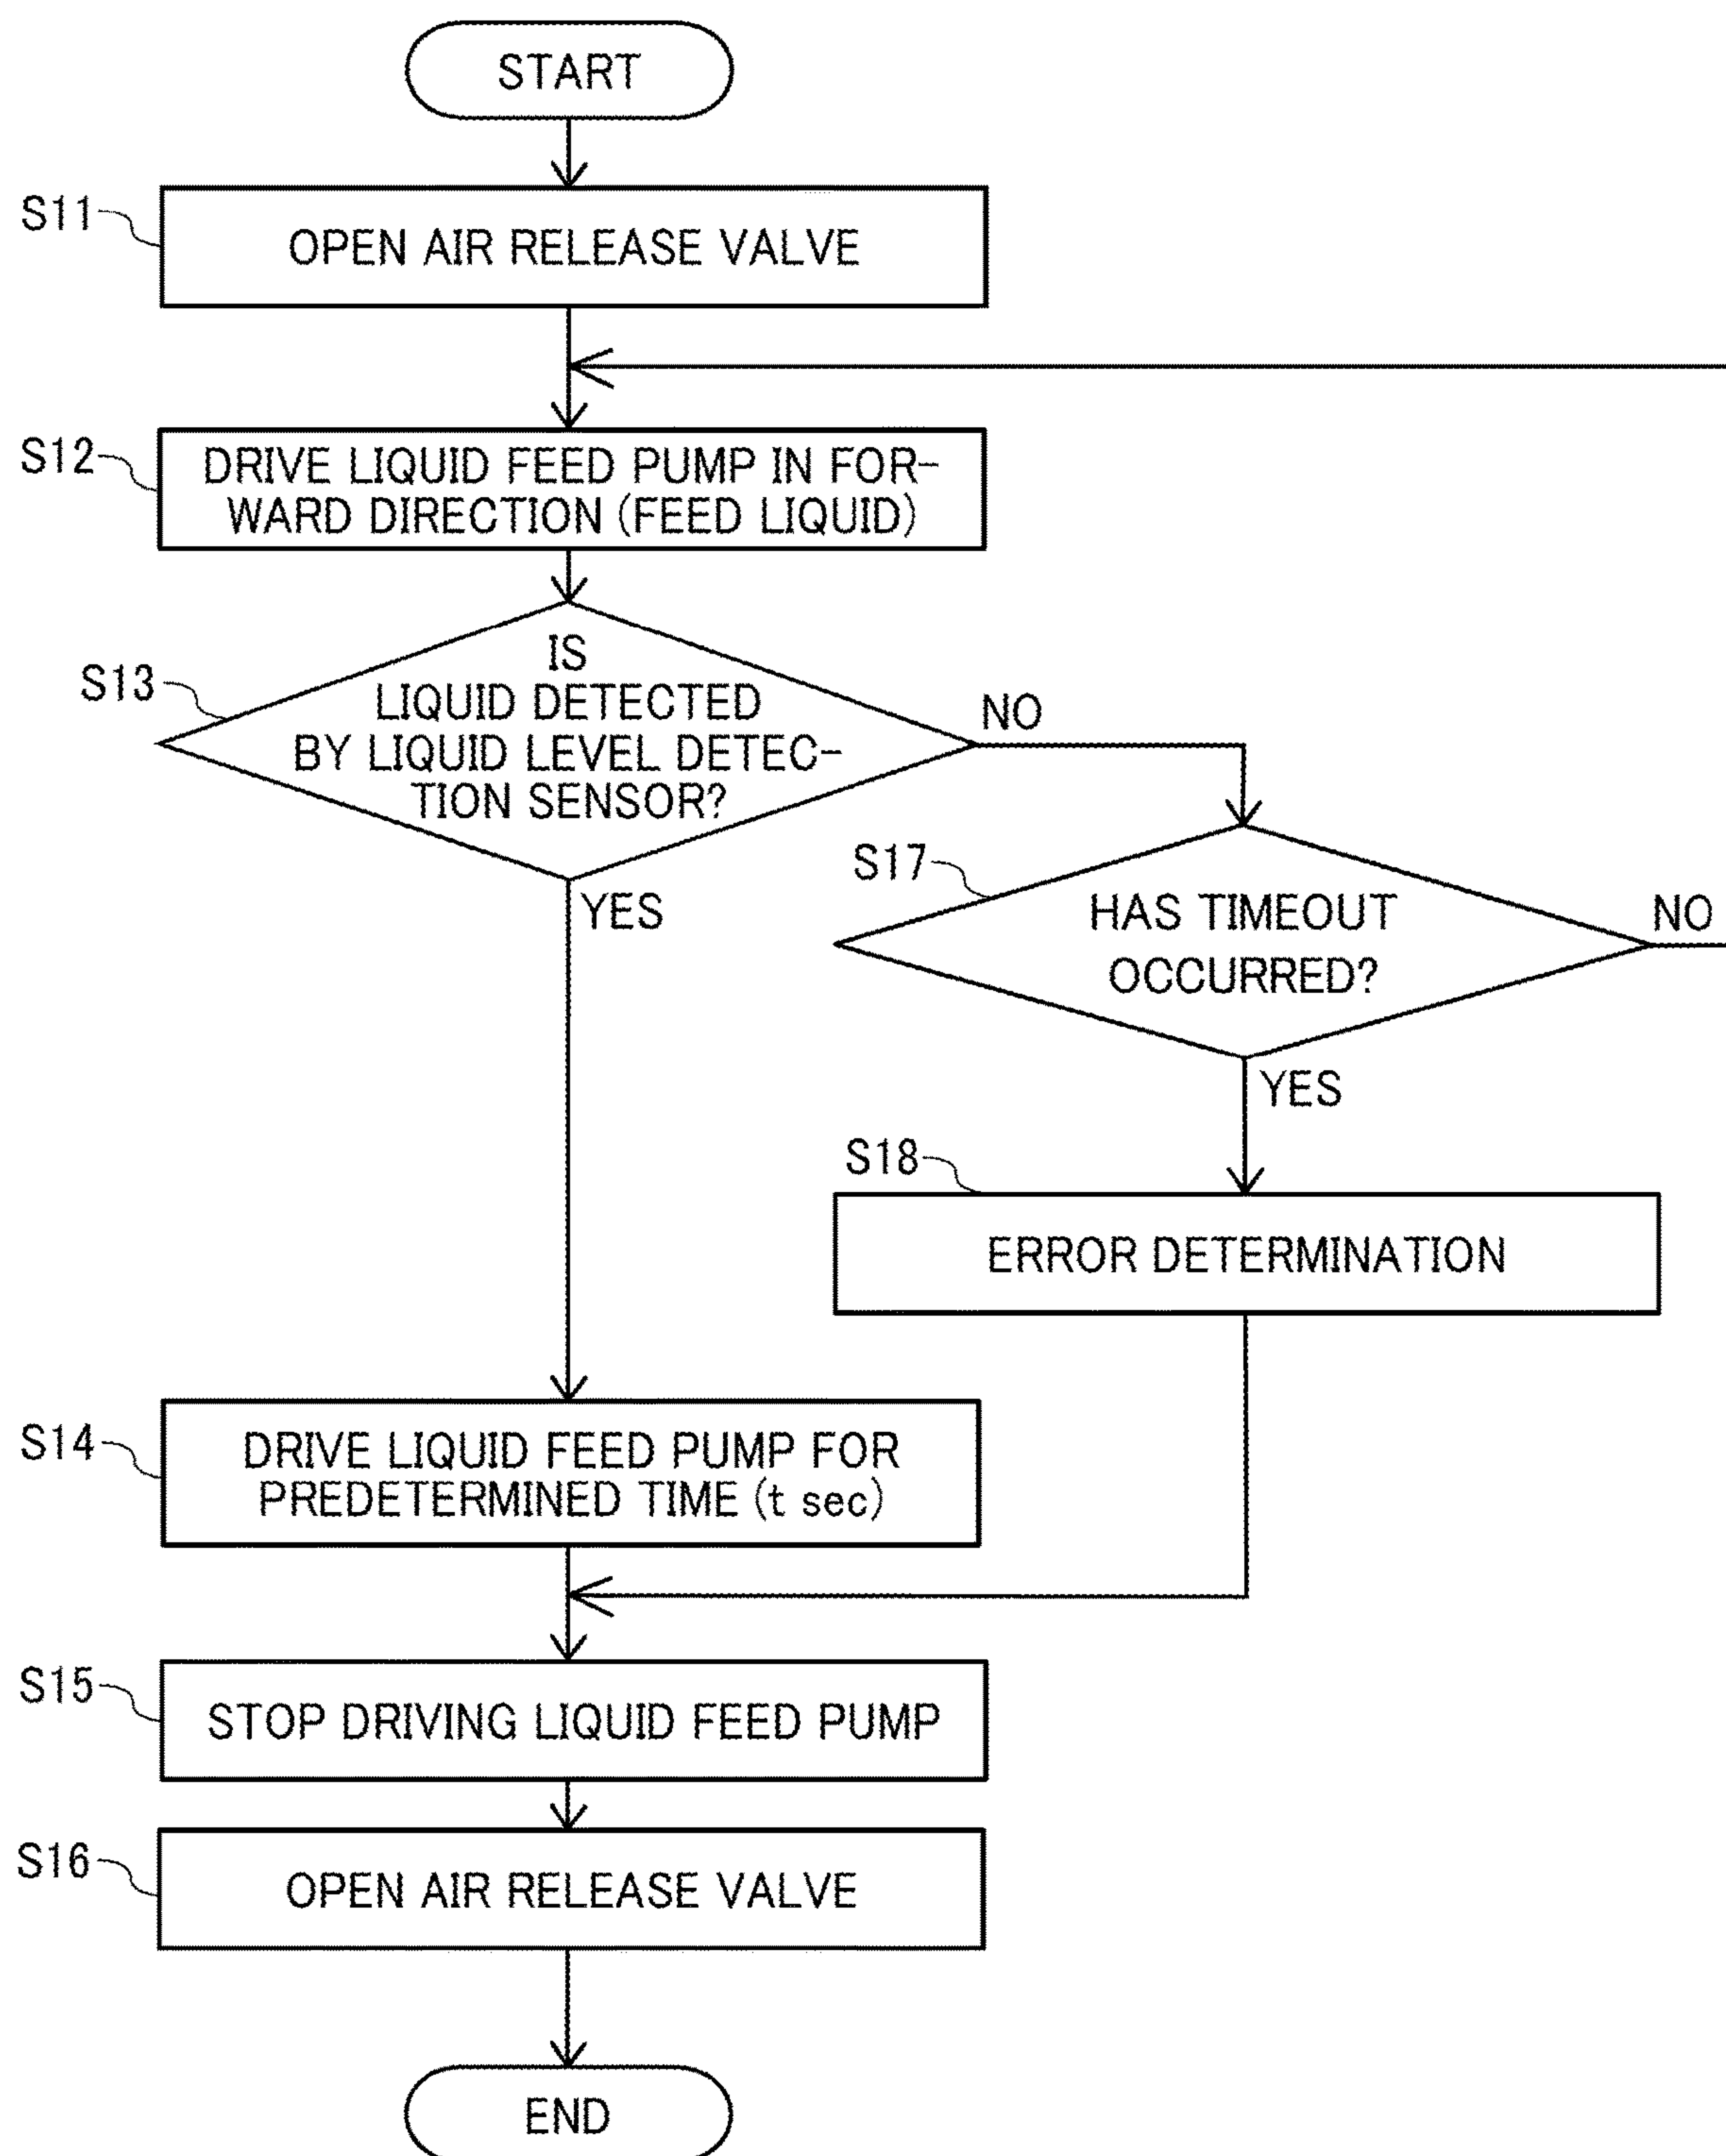 START
S11
OPEN AIR RELEASE VALVE
S12
DRIVE LIQUID FEED PUMP IN FOR-
WARD DIRECTION (FEED LIQUID)
S13
IS
LIQUID DETECTED
BY LIQUID LEVEL DETEC-
TION SENSOR?
NO
YES
S17
HAS TIMEOUT
OCCURRED?
NO
YES
S18
ERROR DETERMINATION
S14
DRIVE LIQUID FEED PUMP FOR
PREDETERMINED TIME (t sec)
S15
STOP DRIVING LIQUID FEED PUMP
S16
OPEN AIR RELEASE VALVE
END